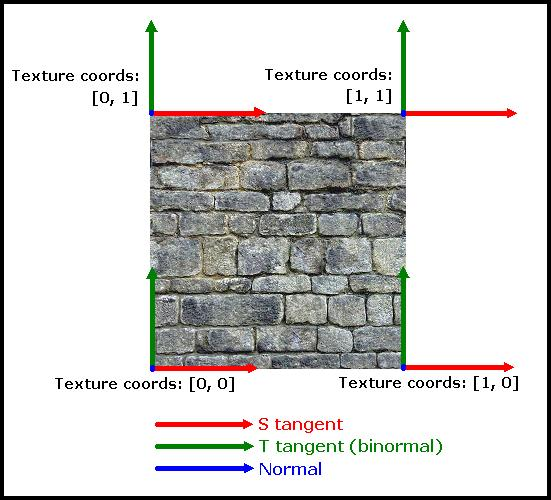 Texture coords:
[0, 1]
Texture coords:
[1, 1]
Texture coords: [0, 0]
Texture coords: [1, 0]
S tangent
T tangent (binormal)
Normal